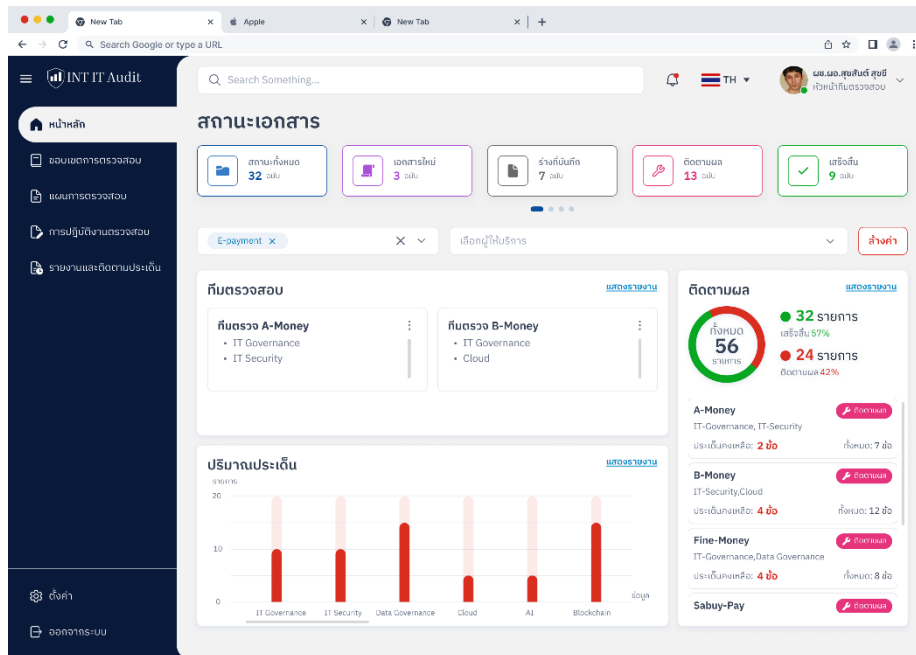 New Tab
Apple
New Tab
Search Google or type a URL
INT IT Audit
Search Something...
TH
ผช.ผอ.สุขสันต์ สุขขี
หัวหน้าทีมตรวจสอบ
หน้าหลัก
ขอบเขตการตรวจสอบ
แผนการตรวจสอบ
การปฏิบัติงานตรวจสอบ
รายงานและติดตามประเด็น
ตั้งค่า
ออกจากระบบ
สถานะเอกสาร
สถานะทั้งหมด
32 ฉบับ
เอกสารใหม่
3 ฉบับ
ร่างที่บันทึก
7 ฉบับ
ติดตามผล
13 ฉบับ
เสร็จสิ้น
9 ฉบับ
E-payment
เลือกผู้ให้บริการ
ล้างค่า
ทีมตรวจสอบ
แสดงรายงาน
ทีมตรวจ A-Money
• IT Governance
• IT Security
ทีมตรวจ B-Money
• IT Governance
• Cloud
ปริมาณประเด็น
แสดงรายงาน
รายการ
20
10
0
IT Governance
IT Security
Data Governance
Cloud
AI
Blockchain
ข้อมูล
ติดตามผล
แสดงรายงาน
ทั้งหมด
56
รายการ
32 รายการ
เสร็จสิ้น 57%
24 รายการ
ติดตามผล 42%
A-Money
ติดตามผล
IT-Governance, IT-Security
ประเด็นคงเหลือ: 2 ข้อ
ทั้งหมด: 7 ข้อ
B-Money
ติดตามผล
IT-Security,Cloud
ประเด็นคงเหลือ: 4 ข้อ
ทั้งหมด: 12 ข้อ
Fine-Money
ติดตามผล
IT-Governance,Data Governance
ประเด็นคงเหลือ: 4 ข้อ
ทั้งหมด: 8 ข้อ
Sabuy-Pay
ติดตามผล